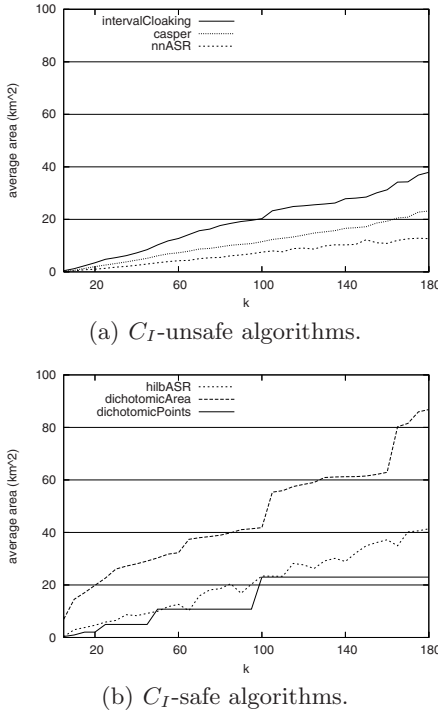 100
80
60
40
20
0
20 60 100 140 180
average area (km^2)
k
intervalCloaking
casper
nnASR
(a) C_I-unsafe algorithms.
100
80
60
40
20
0
20 60 100 140 180
average area (km^2)
k
hilbASR
dichotomicArea
dichotomicPoints
(b) C_I-safe algorithms.